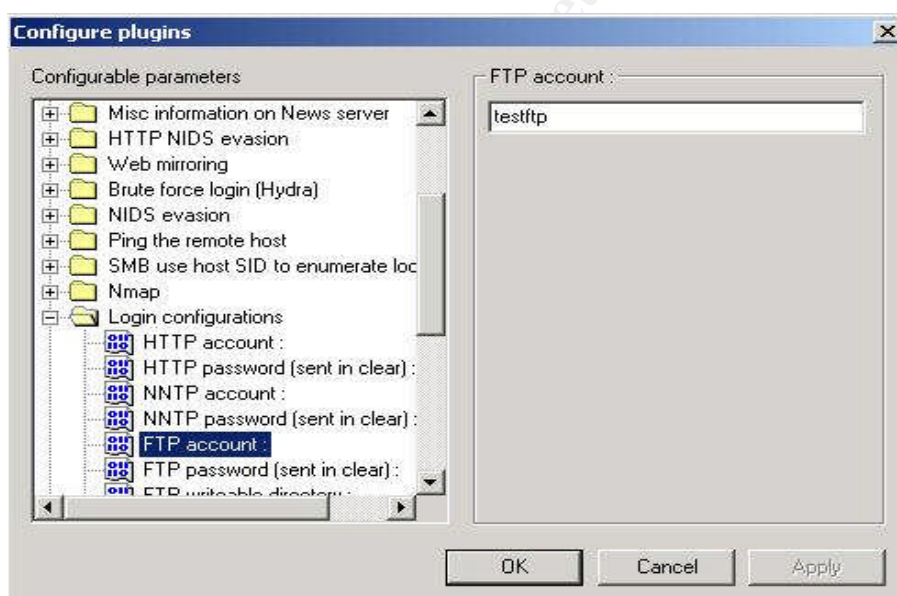 Configure plugins
Configurable parameters
Misc information on News server
HTTP NIDS evasion
Web mirroring
Brute force login (Hydra)
NIDS evasion
Ping the remote host
SMB use host SID to enumerate loc
Nmap
Login configurations
HTTP account :
HTTP password (sent in clear) :
NNTP account :
NNTP password (sent in clear) :
FTP account :
FTP password (sent in clear) :
FTP writeable directory :
FTP account :
testftp
OK
Cancel
Apply